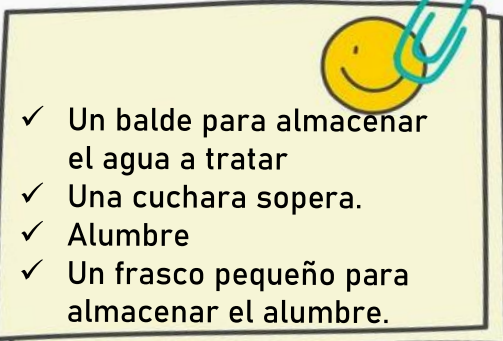 ✓ Un balde para almacenar
el agua a tratar
✓ Una cuchara sopera.
✓ Alumbre
✓ Un frasco pequeño para
almacenar el alumbre.